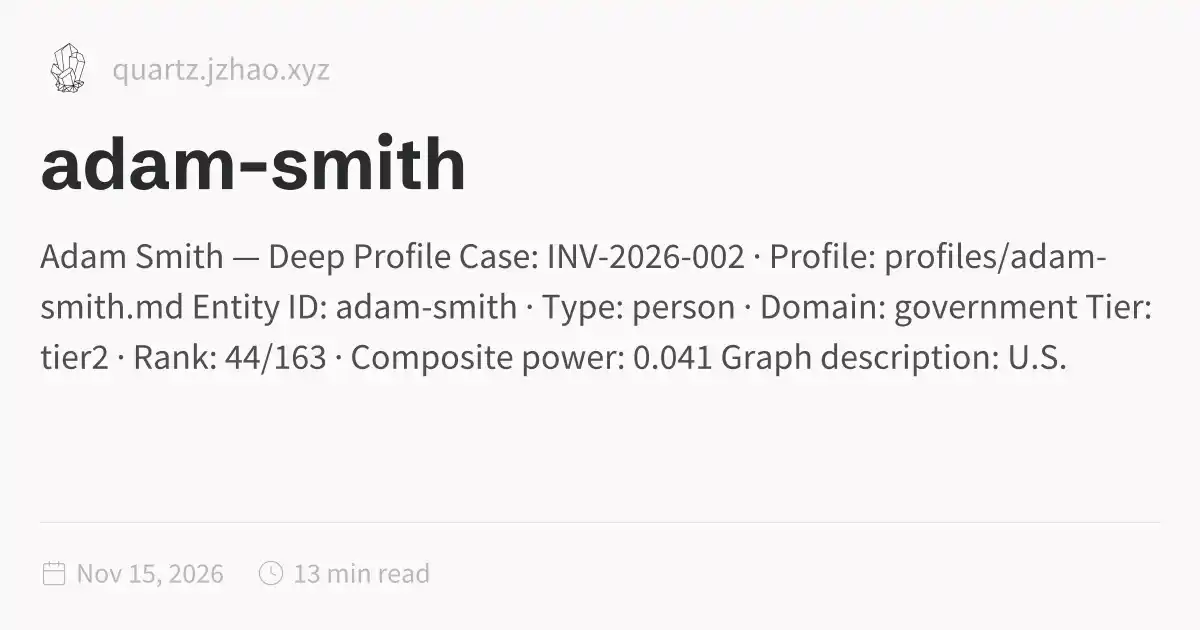 quartz.jzhao.xyz
adam-smith
Adam Smith — Deep Profile Case: INV-2026-002 · Profile: profiles/adam-
smith.md Entity ID: adam-smith · Type: person · Domain: government Tier:
tier2 · Rank: 44/163 · Composite power: 0.041 Graph description: U.S.
Nov 15, 2026 13 min read